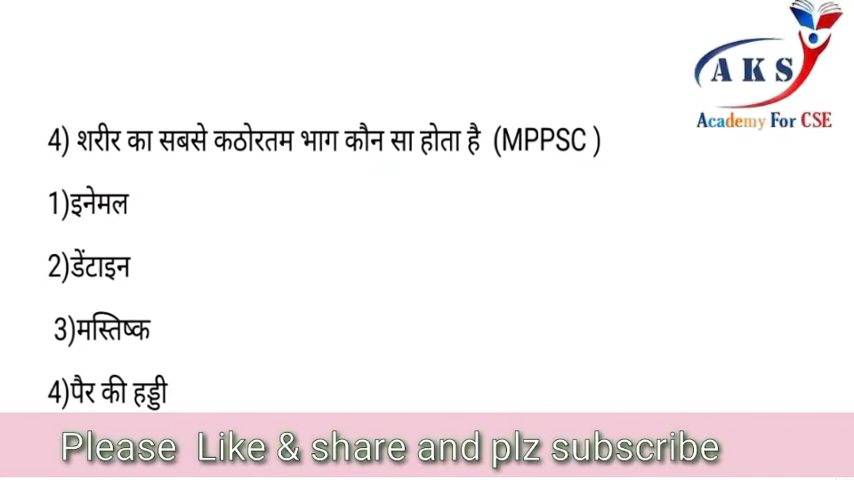 AKS
Academy For CSE
4) शरीर का सबसे कठोरतम भाग कौन सा होता है (MPPSC )
1)इनेमल
2)डेंटाइन
3)मस्तिष्क
4)पैर की हड्डी
Please Like & share and plz subscribe